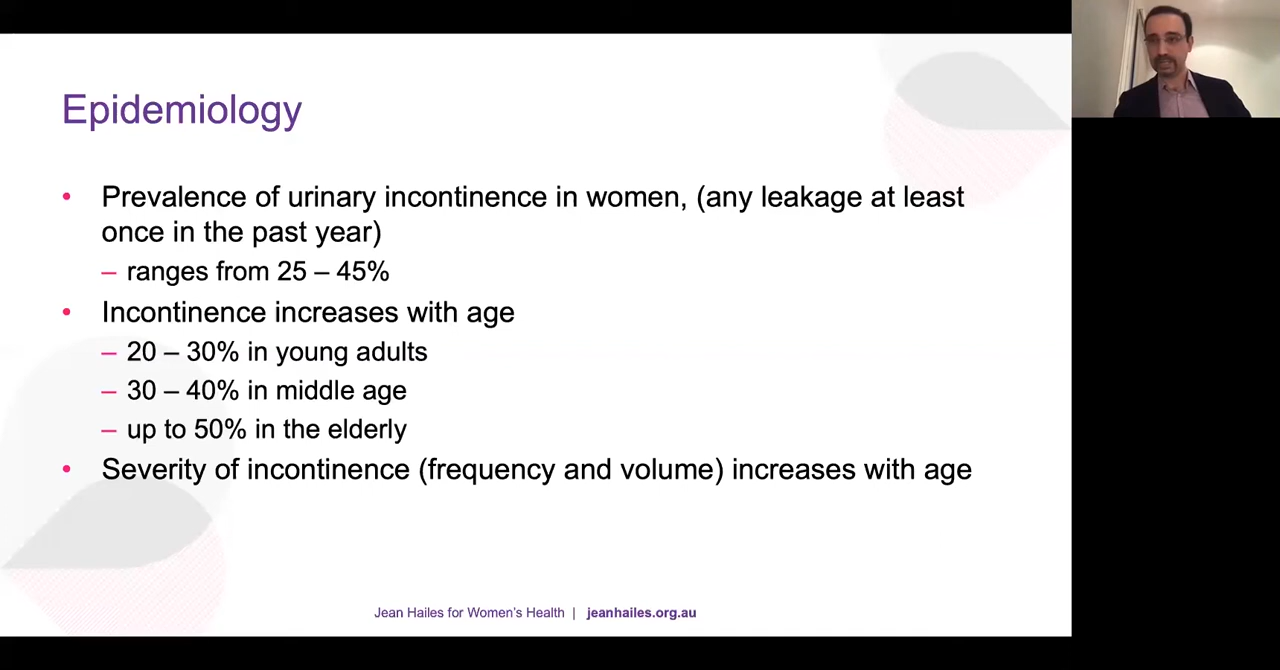 Epidemiology
• Prevalence of urinary incontinence in women, (any leakage at least
once in the past year)
– ranges from 25 – 45%
• Incontinence increases with age
– 20 – 30% in young adults
– 30 – 40% in middle age
– up to 50% in the elderly
• Severity of incontinence (frequency and volume) increases with age
Jean Hailes for Women's Health | jeanhailes.org.au